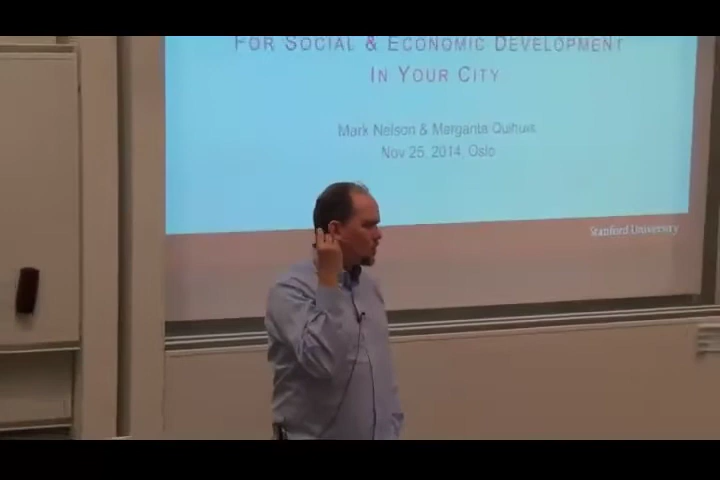 FOR SOCIAL & ECONOMIC DEVELOPMENT
IN YOUR CITY
Mark Nelson & Margarita Quihuis
Nov 25, 2014, Oslo
Stanford University